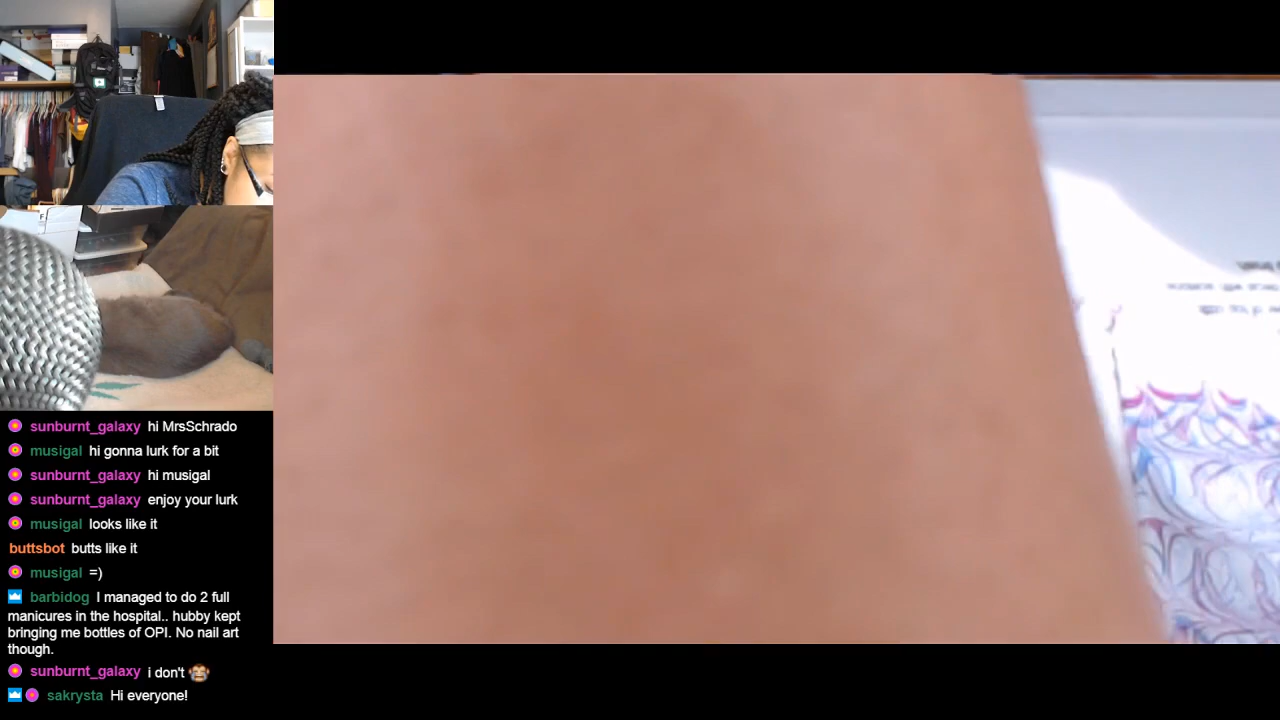 sunburnt_galaxy hi MrsSchrado
musigal hi gonna lurk for a bit
sunburnt_galaxy hi musigal
sunburnt_galaxy enjoy your lurk
musigal looks like it
buttsbot butts like it
musigal =)
barbidog I managed to do 2 full
manicures in the hospital.. hubby kept
bringing me bottles of OPI. No nail art
though.
sunburnt_galaxy i don't
sakrysta Hi everyone!